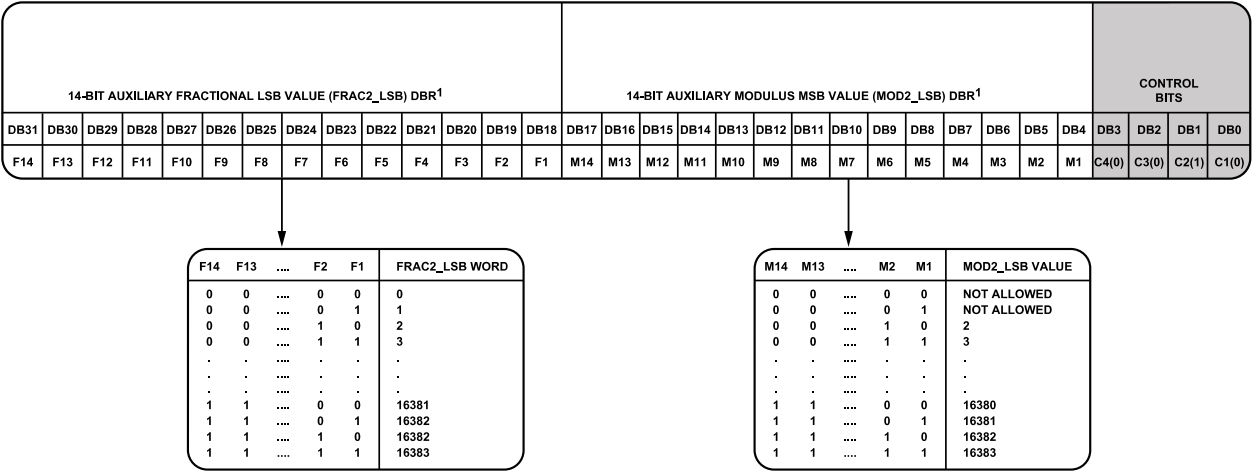 14-BIT AUXILIARY FRACTIONAL LSB VALUE (FRAC2_LSB) DBR1
14-BIT AUXILIARY MODULUS MSB VALUE (MOD2_LSB) DBR1
CONTROL
BITS
DB31 DB30 DB29 DB28 DB27 DB26 DB25 DB24 DB23 DB22 DB21 DB20 DB19 DB18 DB17 DB16 DB15 DB14 DB13 DB12 DB11 DB10 DB9 DB8 DB7 DB6 DB5 DB4 DB3 DB2 DB1 DB0
F14 F13 F12 F11 F10 F9 F8 F7 F6 F5 F4 F3 F2 F1 M14 M13 M12 M11 M10 M9 M8 M7 M6 M5 M4 M3 M2 M1 C4(0) C3(0) C2(1) C1(0)
F14 F13 .... F2 F1 FRAC2_LSB WORD
0 0 .... 0 0 0
0 0 .... 0 1 1
0 0 .... 1 0 2
0 0 .... 1 1 3
. . .... . . .
. . .... . . .
. . .... . . .
1 1 .... 0 0 16381
1 1 .... 0 1 16382
1 1 .... 1 0 16382
1 1 .... 1 1 16383
M14 M13 .... M2 M1 MOD2_LSB VALUE
0 0 .... 0 0 NOT ALLOWED
0 0 .... 0 1 NOT ALLOWED
0 0 .... 1 0 2
0 0 .... 1 1 3
. . .... . . .
. . .... . . .
. . .... . . .
1 1 .... 0 0 16380
1 1 .... 0 1 16381
1 1 .... 1 0 16382
1 1 .... 1 1 16383